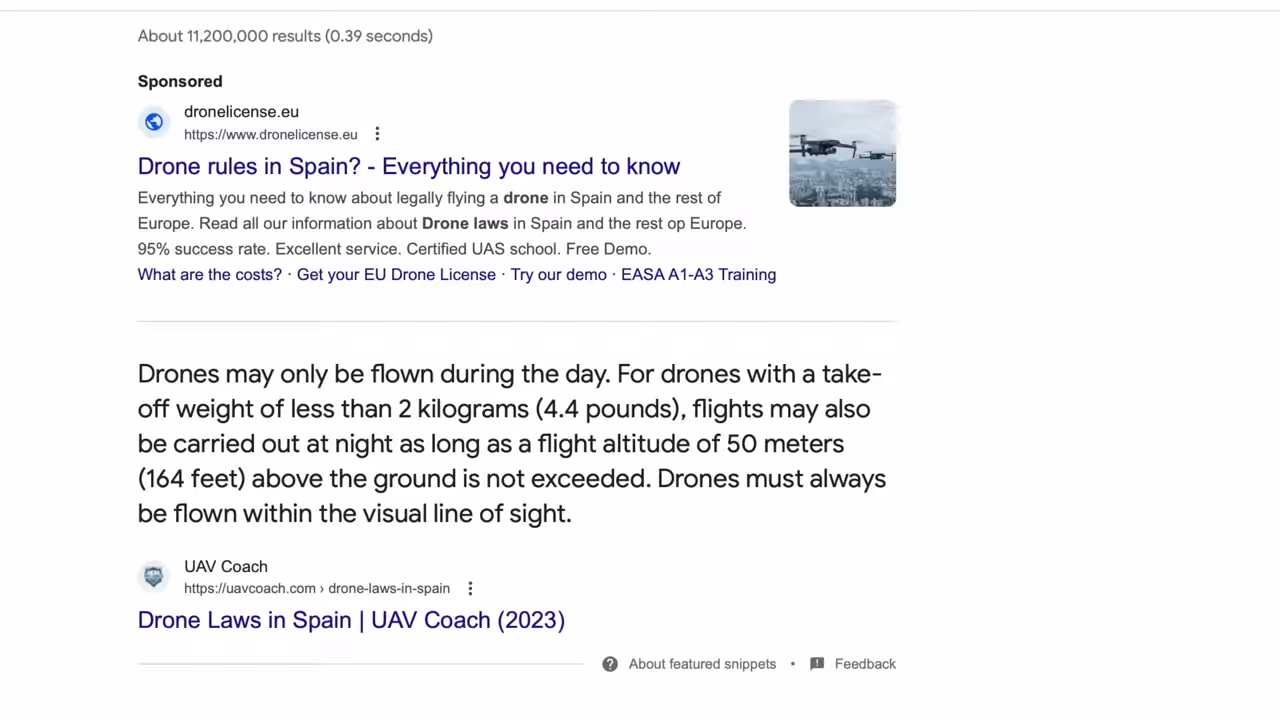 About 11,200,000 results (0.39 seconds)
Sponsored
dronelicense.eu
https://www.dronelicense.eu
Drone rules in Spain? - Everything you need to know
Everything you need to know about legally flying a drone in Spain and the rest of
Europe. Read all our information about Drone laws in Spain and the rest op Europe.
95% success rate. Excellent service. Certified UAS school. Free Demo.
What are the costs? · Get your EU Drone License · Try our demo · EASA A1-A3 Training
Drones may only be flown during the day. For drones with a take-
off weight of less than 2 kilograms (4.4 pounds), flights may also
be carried out at night as long as a flight altitude of 50 meters
(164 feet) above the ground is not exceeded. Drones must always
be flown within the visual line of sight.
UAV Coach
https://uavcoach.com › drone-laws-in-spain
Drone Laws in Spain | UAV Coach (2023)
About featured snippets • Feedback